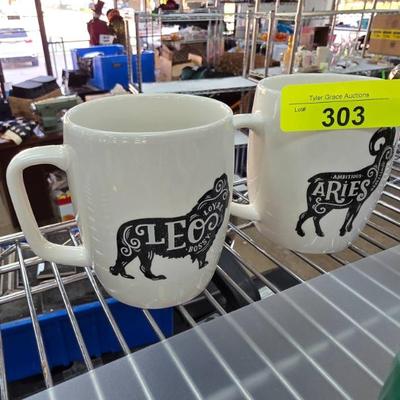 Tyler Grace Auctions
Lot# 303
LOYAL
LEO
BOSSY
AMBITIOUS
ARIES